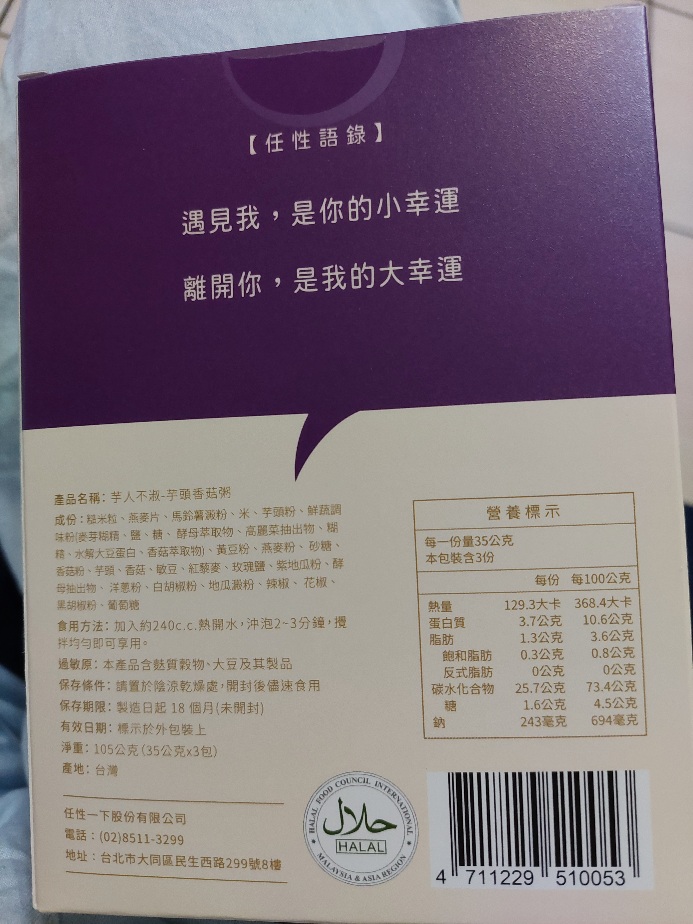 【任性語錄】
遇見我，是你的小幸運
離開你，是我的大幸運
產品名稱：芋人不淑-芋頭香菇粥
成份：糙米粒、燕麥片、馬鈴薯澱粉、米、芋頭粉、鮮蔬調
味粉(麥芽糊精、鹽、糖、酵母萃取物、高麗菜抽出物、糊
精、水解大豆蛋白、香菇萃取物)、黃豆粉、燕麥粉、砂糖、
香菇粉、芋頭、香菇、敏豆、紅藜麥、玫瑰鹽、紫地瓜粉、酵
母抽出物、洋蔥粉、白胡椒粉、地瓜澱粉、辣椒、花椒、
黑胡椒粉、葡萄糖
食用方法：加入約240c.c.熱開水，沖泡2~3分鐘，攪
拌均勻即可享用。
過敏原：本產品含麩質穀物、大豆及其製品
保存條件：請置於陰涼乾燥處，開封後儘速食用
保存期限：製造日起 18 個月(未開封)
有效日期：標示於外包裝上
淨重：105公克(35公克x3包)
產地：台灣
任性一下股份有限公司
電話：(02)8511-3299
地址：台北市大同區民生西路299號8樓
營養標示
每一份量35公克
本包裝含3份
每份 每100公克
熱量 129.3大卡 368.4大卡
蛋白質 3.7公克 10.6公克
脂肪 1.3公克 3.6公克
飽和脂肪 0.3公克 0.8公克
反式脂肪 0公克 0公克
碳水化合物 25.7公克 73.4公克
糖 1.6公克 4.5公克
鈉 243毫克 694毫克
HALAL FOOD COUNCIL INTERNATIONAL
حلال
HALAL
MALAYSIA & ASIA REGION
4 711229 510053